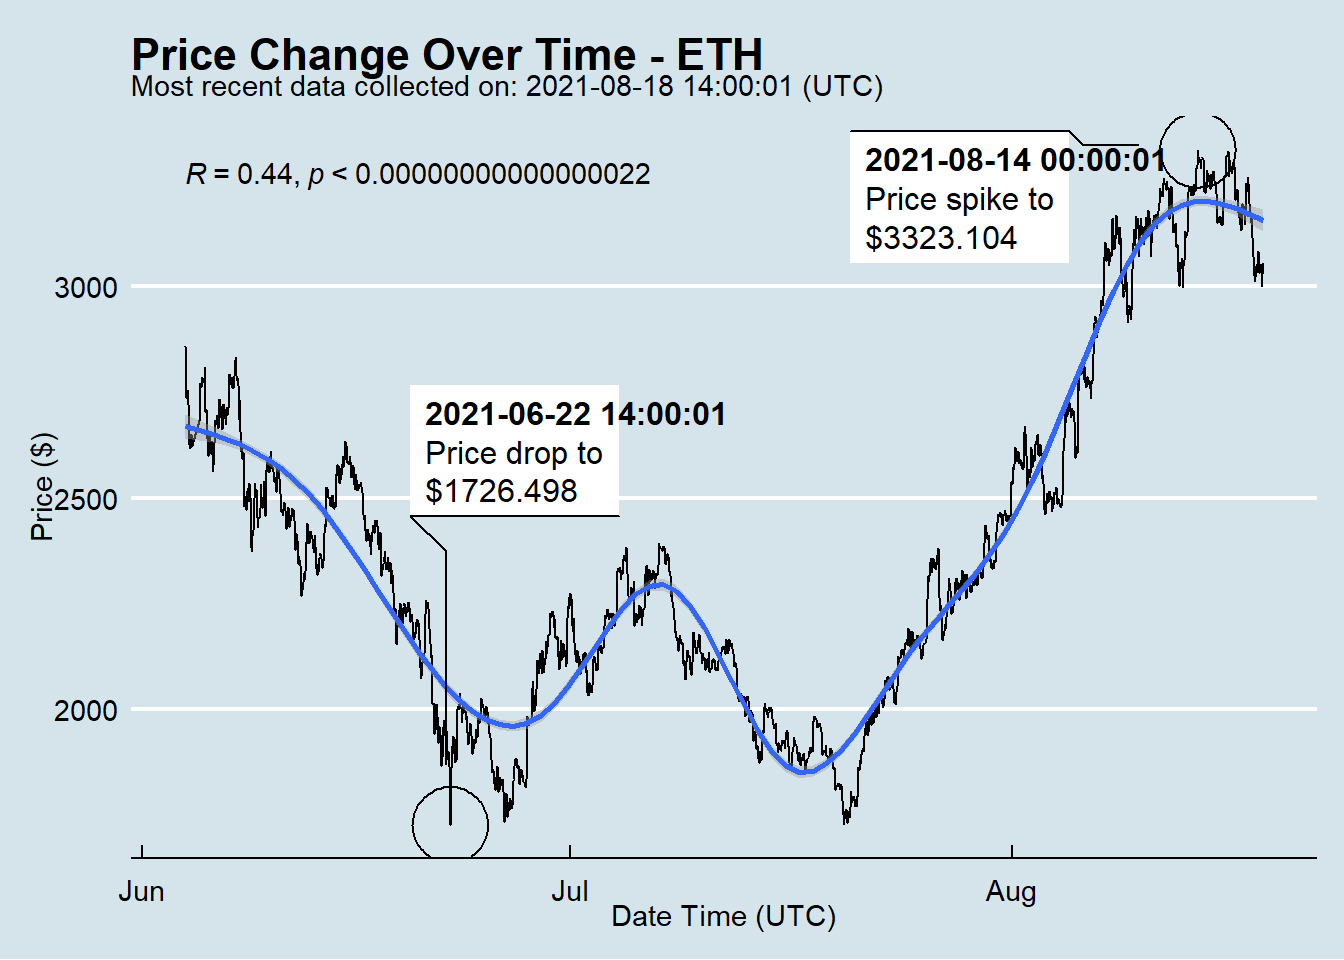 Price Change Over Time - ETH
Most recent data collected on: 2021-08-18 14:00:01 (UTC)
R = 0.44, p < 0.00000000000000022
2021-08-14 00:00:01
Price spike to
$3323.104
3000
2021-06-22 14:00:01
Price drop to
$1726.498
Price ($)
2500
2000
Jun
Jul
Aug
Date Time (UTC)